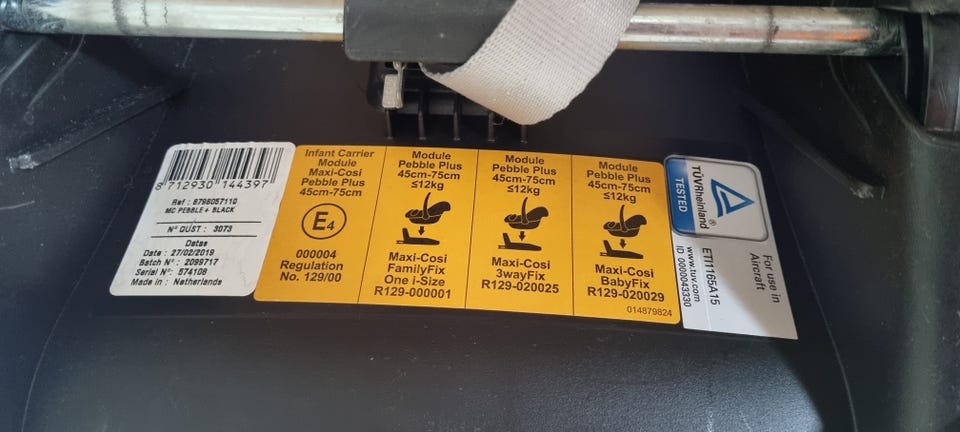 8 712930 144397
Ref : 8798057110
MC PEBBLE+ BLACK
N° CUST : 3073
Dates
Date : 27/02/2019
Batch N° : 2099717
Serial N° : 574108
Made in : Netherlands
Infant Carrier
Module
Maxi-Cosi
Pebble Plus
45cm-75cm
E4
000004
Regulation
No. 129/00
Module
Pebble Plus
45cm-75cm
≤12kg
Maxi-Cosi
FamilyFix
One i-Size
R129-000001
Module
Pebble Plus
45cm-75cm
≤12kg
Maxi-Cosi
3wayFix
R129-020025
Module
Pebble Plus
45cm-75cm
≤12kg
Maxi-Cosi
BabyFix
R129-020029
014879824
TÜVRheinland
TESTED
ETI1165A15
www.tuv.com
ID 0000043330
For use in
Aircraft